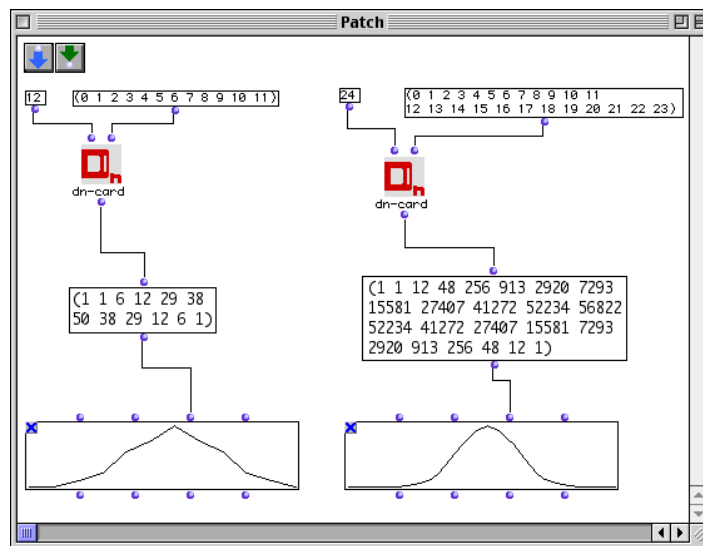 Patch
12
(0 1 2 3 4 5 6 7 8 9 10 11)
dn-card
(1 1 6 12 29 38
50 38 29 12 6 1)
24
(0 1 2 3 4 5 6 7 8 9 10 11
12 13 14 15 16 17 18 19 20 21 22 23)
dn-card
(1 1 12 48 256 913 2920 7293
15581 27407 41272 52234 56822
52234 41272 27407 15581 7293
2920 913 256 48 12 1)